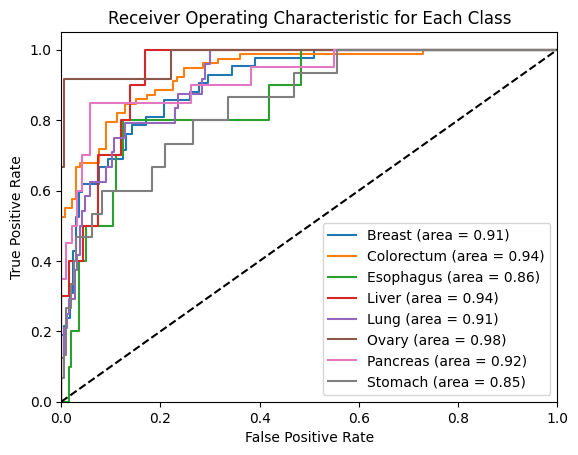 Receiver Operating Characteristic for Each Class
True Positive Rate
1.0
0.8
0.6
0.4
0.2
0.0
Breast (area = 0.91)
Colorectum (area = 0.94)
Esophagus (area = 0.86)
Liver (area = 0.94)
Lung (area = 0.91)
Ovary (area = 0.98)
Pancreas (area = 0.92)
Stomach (area = 0.85)
0.0 0.2 0.4 0.6 0.8 1.0
False Positive Rate